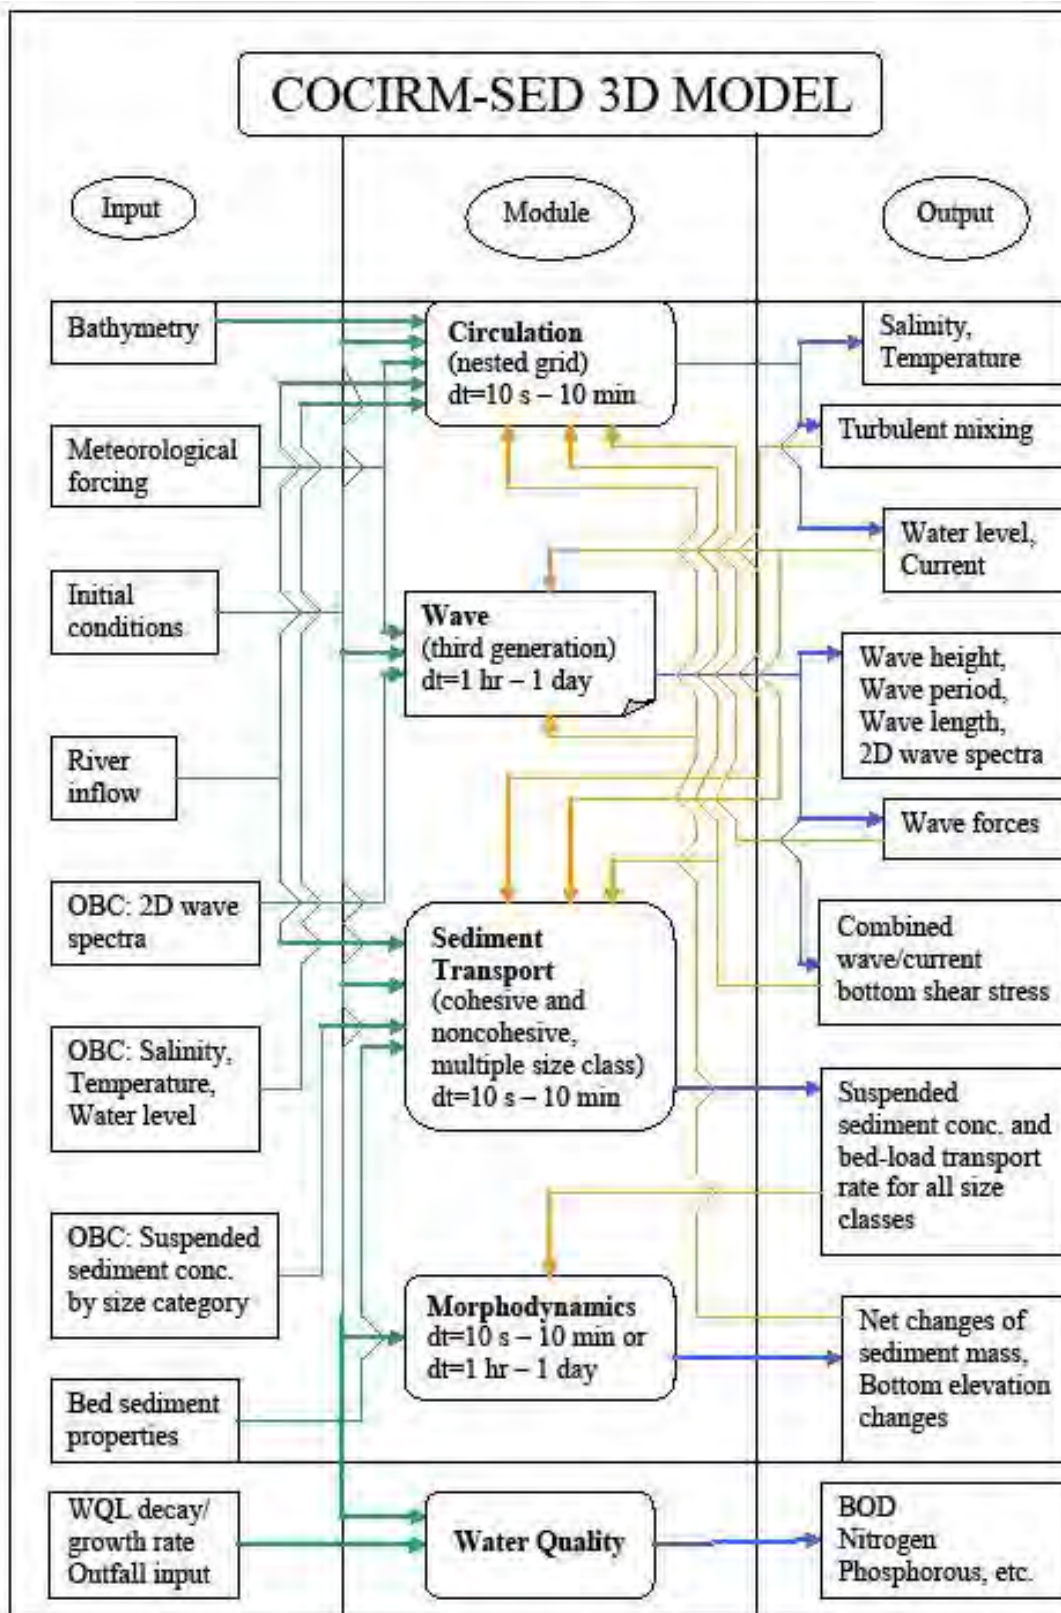 COCIRM-SED 3D MODEL
Input
Module
Output
Bathymetry
Meteorological
forcing
Initial
conditions
River
inflow
OBC: 2D wave
spectra
OBC: Salinity,
Temperature,
Water level
OBC: Suspended
sediment conc.
by size category
Bed sediment
properties
WQL decay/
growth rate
Outfall input
Circulation
(nested grid)
dt=10 s – 10 min
Wave
(third generation)
dt=1 hr – 1 day
Sediment
Transport
(cohesive and
noncohesive,
multiple size class)
dt=10 s – 10 min
Morphodynamics
dt=10 s – 10 min or
dt=1 hr – 1 day
Water Quality
Salinity,
Temperature
Turbulent mixing
Water level,
Current
Wave height,
Wave period,
Wave length,
2D wave spectra
Wave forces
Combined
wave/current
bottom shear stress
Suspended
sediment conc. and
bed-load transport
rate for all size
classes
Net changes of
sediment mass,
Bottom elevation
changes
BOD
Nitrogen
Phosphorous, etc.